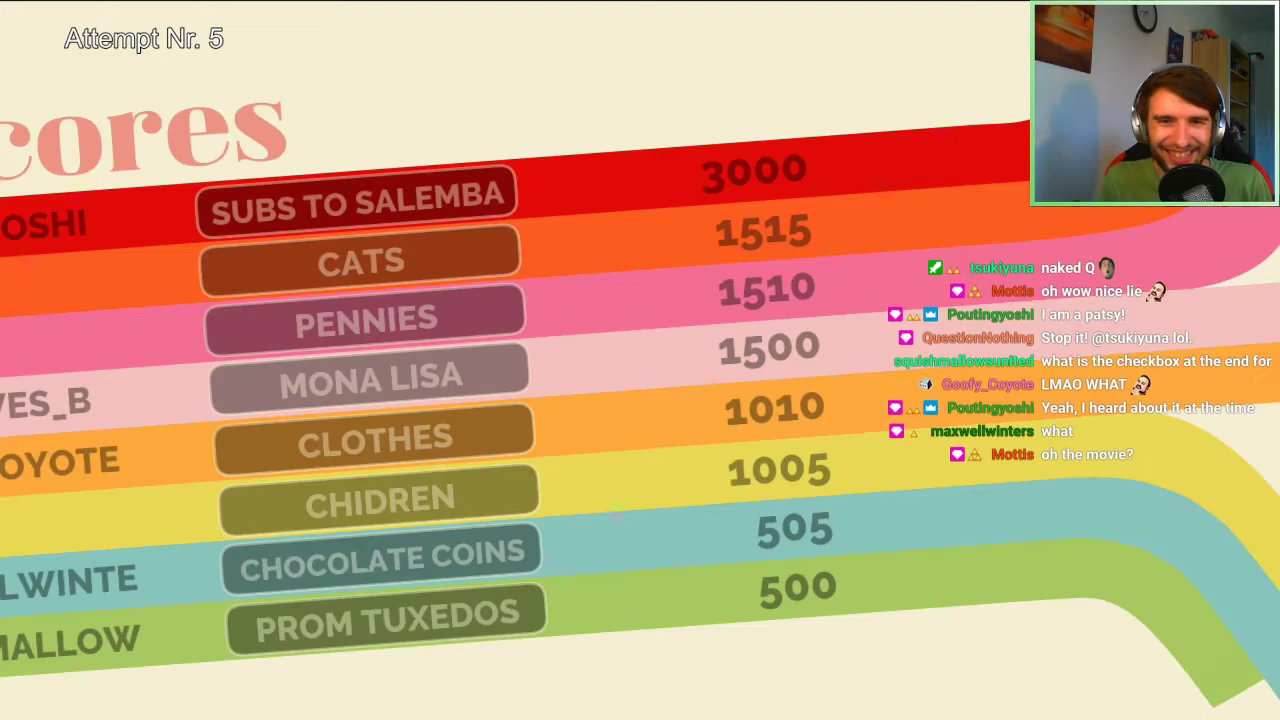 Attempt Nr. 5
cores
OSHI SUBS TO SALEMBA 3000
CATS 1515
PENNIES 1510
VES_B MONA LISA 1500
OYOTE CLOTHES 1010
CHIDREN 1005
LWINTE CHOCOLATE COINS 505
MALLOW PROM TUXEDOS 500
tsukiyuna naked Q
Mottis oh wow nice lie
Poutingyoshi I am a patsy!
QuestionNothing Stop it! @tsukiyuna lol.
squishmallowsunited what is the checkbox at the end for
Goofy_Coyote LMAO WHAT
Poutingyoshi Yeah, I heard about it at the time
maxwellwinters what
Mottis oh the movie?